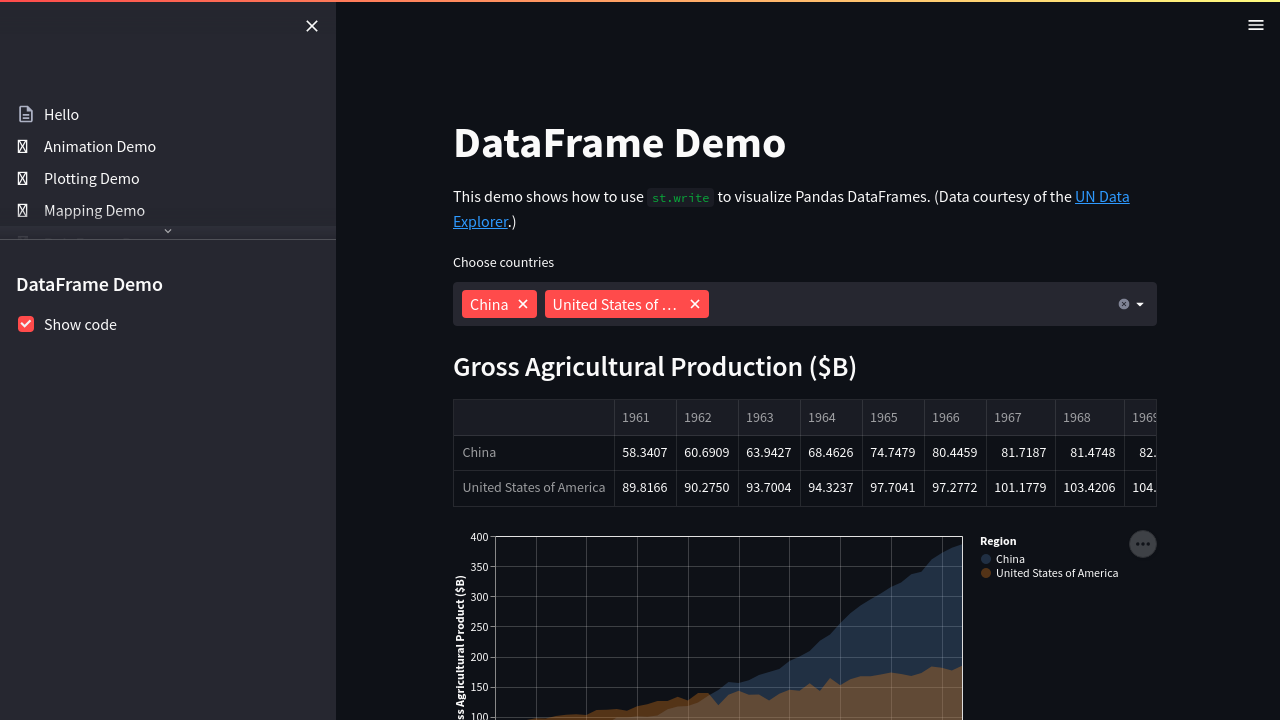 Hello
Animation Demo
Plotting Demo
Mapping Demo
DataFrame Demo
Show code
DataFrame Demo
This demo shows how to use st.write to visualize Pandas DataFrames. (Data courtesy of the UN Data
Explorer.)
Choose countries
China United States of …
Gross Agricultural Production ($B)
1961 1962 1963 1964 1965 1966 1967 1968 1969
China 58.3407 60.6909 63.9427 68.4626 74.7479 80.4459 81.7187 81.4748 82.
United States of America 89.8166 90.2750 93.7004 94.3237 97.7041 97.2772 101.1779 103.4206 104.
400
350
300
250
200
150
100
ss Agricultural Product ($B)
Region
China
United States of America